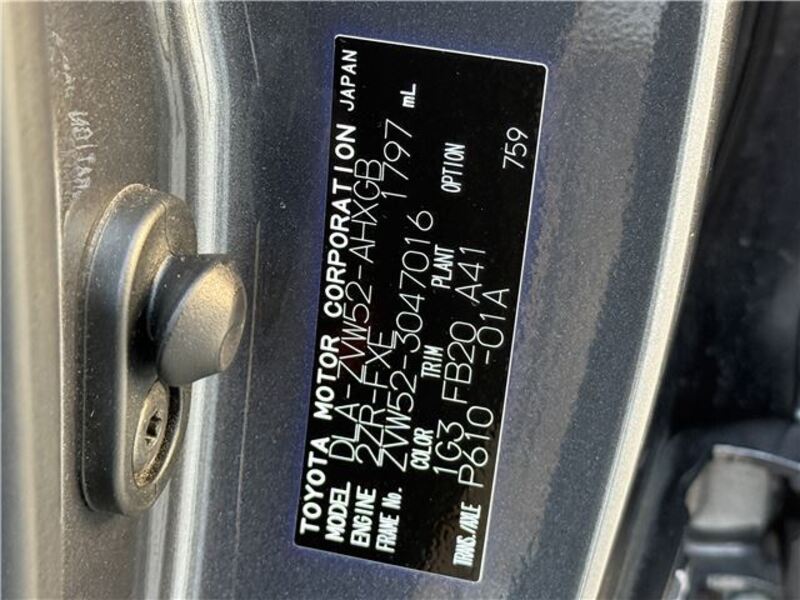 TOYOTA MOTOR CORPORATION JAPAN
MODEL DLA-ZVW52-AHXGB
ENGINE 2ZR-FXE 1797 mL
FRAME No. ZVW52-3047016
COLOR TRIM PLANT OPTION
1G3 FB20 A41 759
TRANS./AXLE P610 -01A